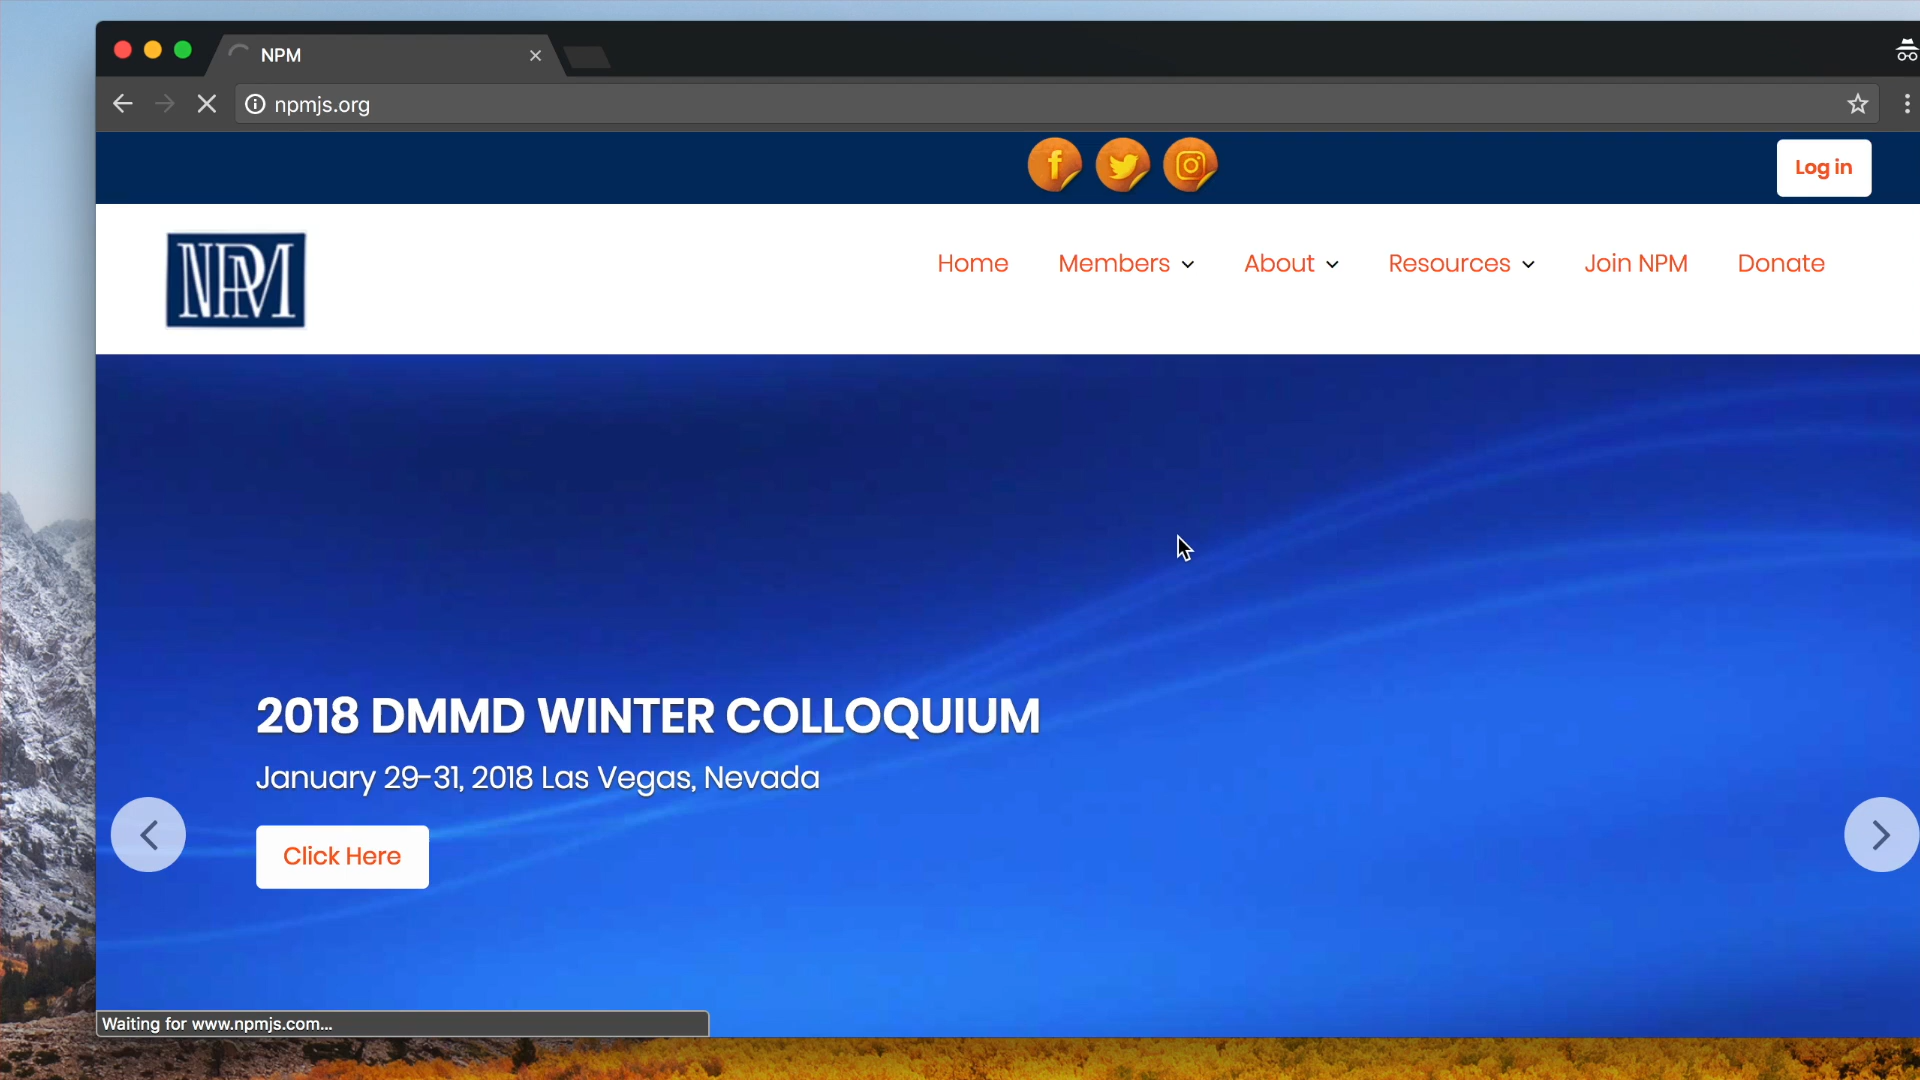 NPM
npmjs.org
Log in
NPM
Home Members About Resources Join NPM Donate
2018 DMMD WINTER COLLOQUIUM
January 29-31, 2018 Las Vegas, Nevada
Click Here
Waiting for www.npmjs.com...